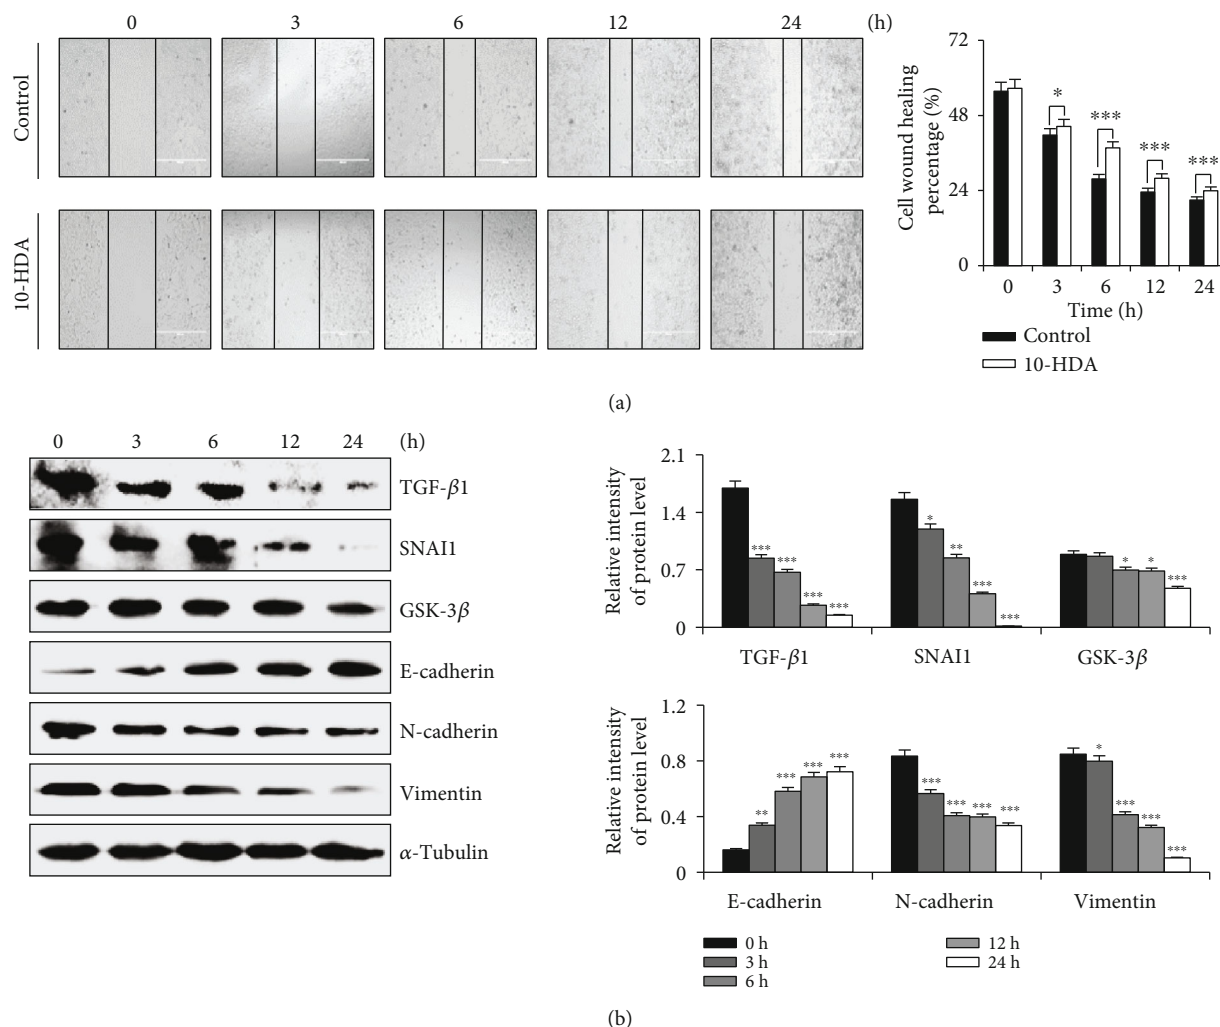 0 3 6 12 24 (h)
Control
10-HDA
Cell wound healing
percentage (%)
72
48
24
0
*
***
***
***
0 3 6 12 24
Time (h)
Control
10-HDA
(a)
0 3 6 12 24 (h)
TGF-β1
SNAI1
GSK-3β
E-cadherin
N-cadherin
Vimentin
α-Tubulin
Relative intensity
of protein level
2.1
1.4
0.7
0
*** *** *** ***
* ** *** ***
* * ***
TGF-β1 SNAI1 GSK-3β
Relative intensity
of protein level
1.2
0.8
0.4
0
** *** *** ***
*** *** *** ***
* *** *** ***
E-cadherin N-cadherin Vimentin
0 h
3 h
6 h
12 h
24 h
(b)